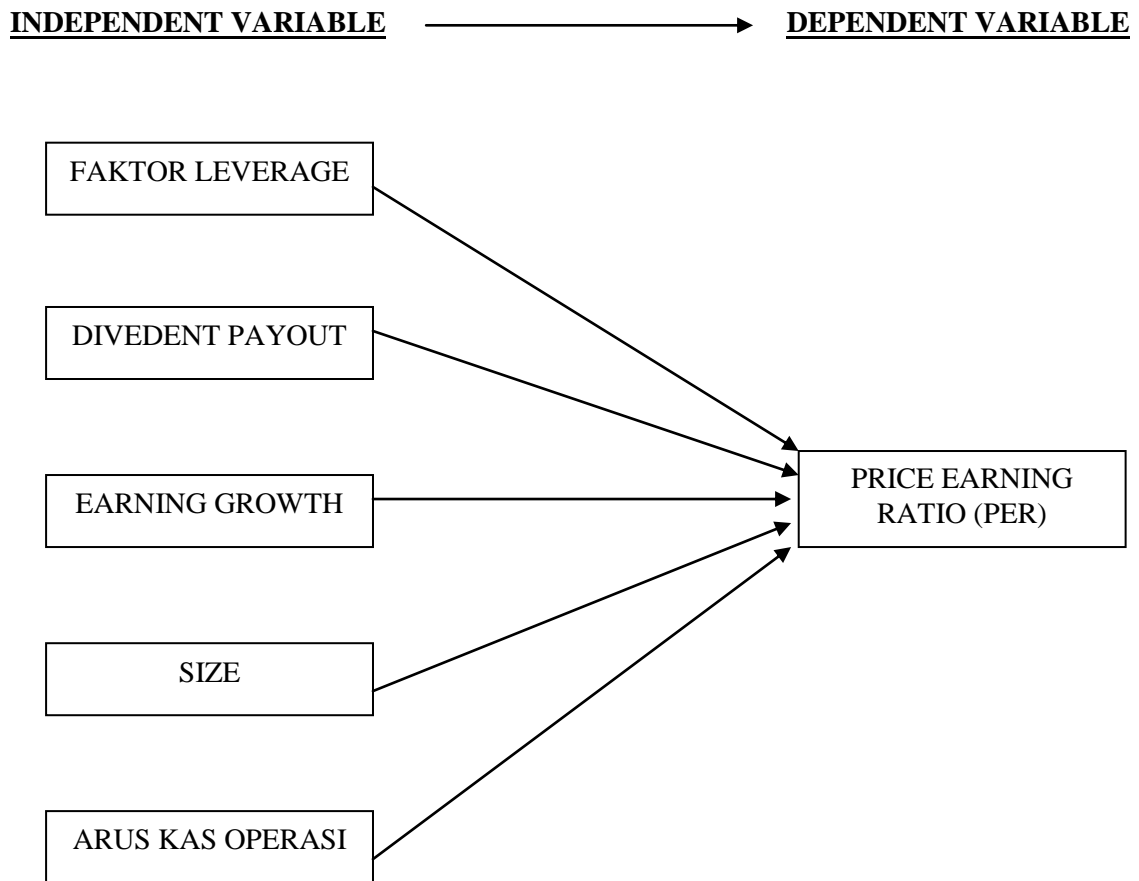 INDEPENDENT VARIABLE DEPENDENT VARIABLE
FAKTOR LEVERAGE
DIVEDENT PAYOUT
EARNING GROWTH
PRICE EARNING
RATIO (PER)
SIZE
ARUS KAS OPERASI